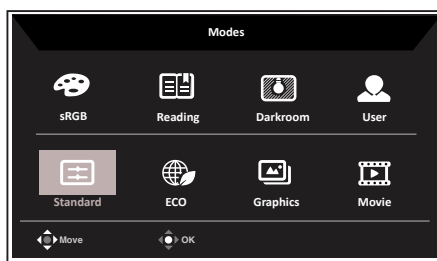 Modes
sRGB Reading Darkroom User
Standard ECO Graphics Movie
Move OK